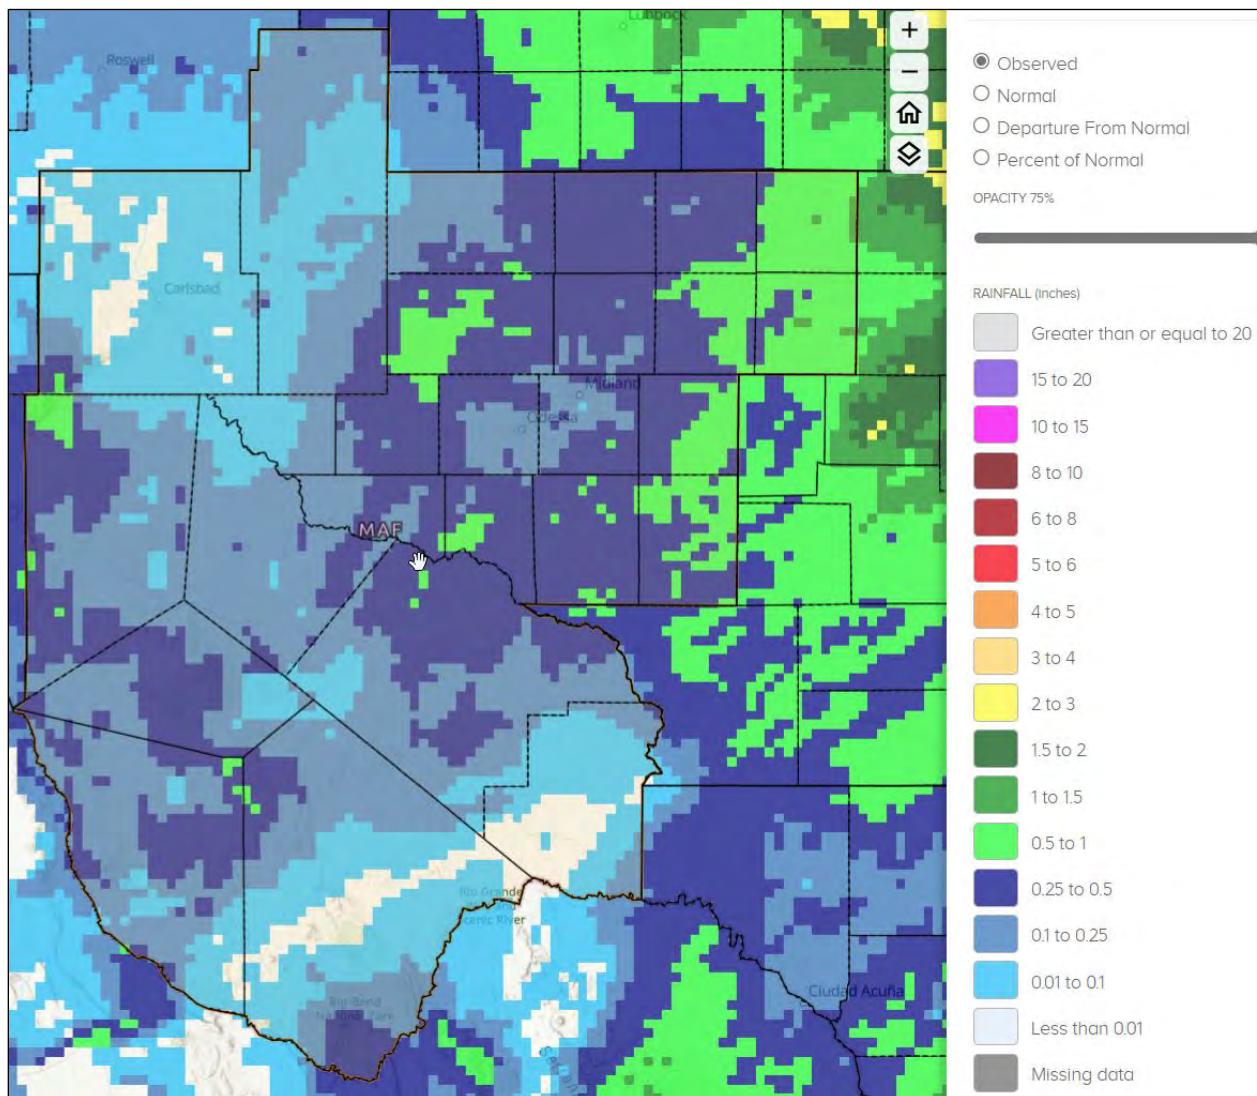 Lubbock
Roswell
Carlsbad
Midland
Odessa
MAF
Rio Grande
Scenic River
Big Bend
National Park
Ciudad Acuña
+
−
Observed
Normal
Departure From Normal
Percent of Normal
OPACITY 75%
RAINFALL (Inches)
Greater than or equal to 20
15 to 20
10 to 15
8 to 10
6 to 8
5 to 6
4 to 5
3 to 4
2 to 3
1.5 to 2
1 to 1.5
0.5 to 1
0.25 to 0.5
0.1 to 0.25
0.01 to 0.1
Less than 0.01
Missing data